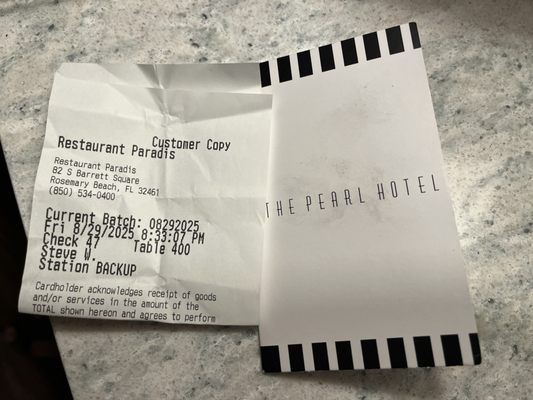 Customer Copy
Restaurant Paradis
Restaurant Paradis
82 S Barrett Square
Rosemary Beach, FL 32461
(850) 534-0400
Current Batch: 08292025
Fri 8/29/2025 8:33:07 PM
Check 47 Table 400
Steve W.
Station BACKUP
Cardholder acknowledges receipt of goods
and/or services in the amount of the
TOTAL shown hereon and agrees to perform
THE PEARL HOTEL